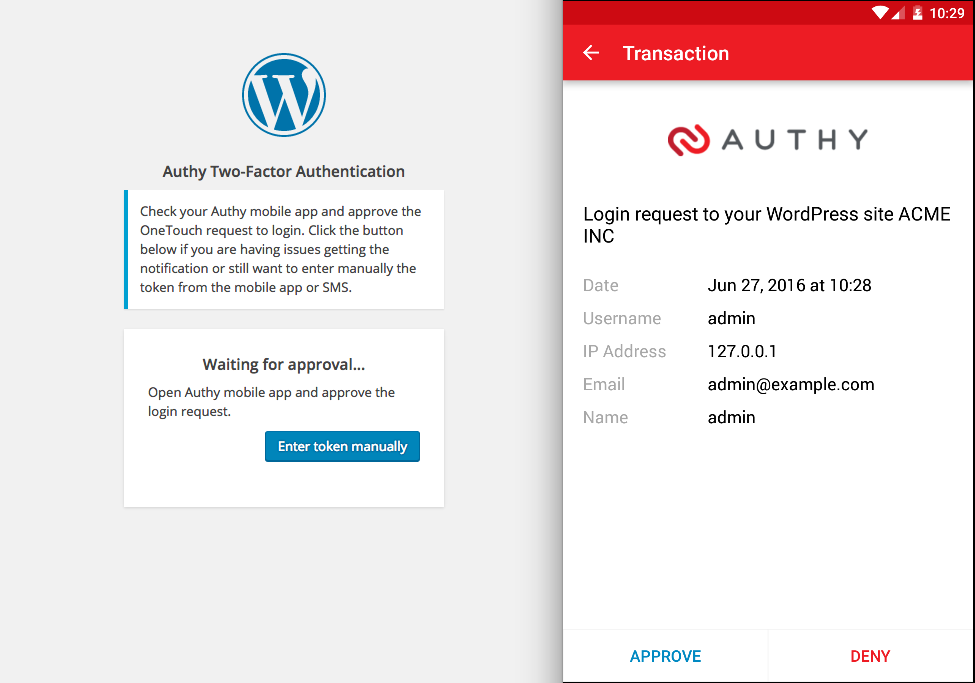 Authy Two-Factor Authentication
Check your Authy mobile app and approve the
OneTouch request to login. Click the button
below if you are having issues getting the
notification or still want to enter manually the
token from the mobile app or SMS.
Waiting for approval...
Open Authy mobile app and approve the
login request.
Enter token manually
10:29
Transaction
AUTHY
Login request to your WordPress site ACME
INC
Date Jun 27, 2016 at 10:28
Username admin
IP Address 127.0.0.1
Email admin@example.com
Name admin
APPROVE DENY